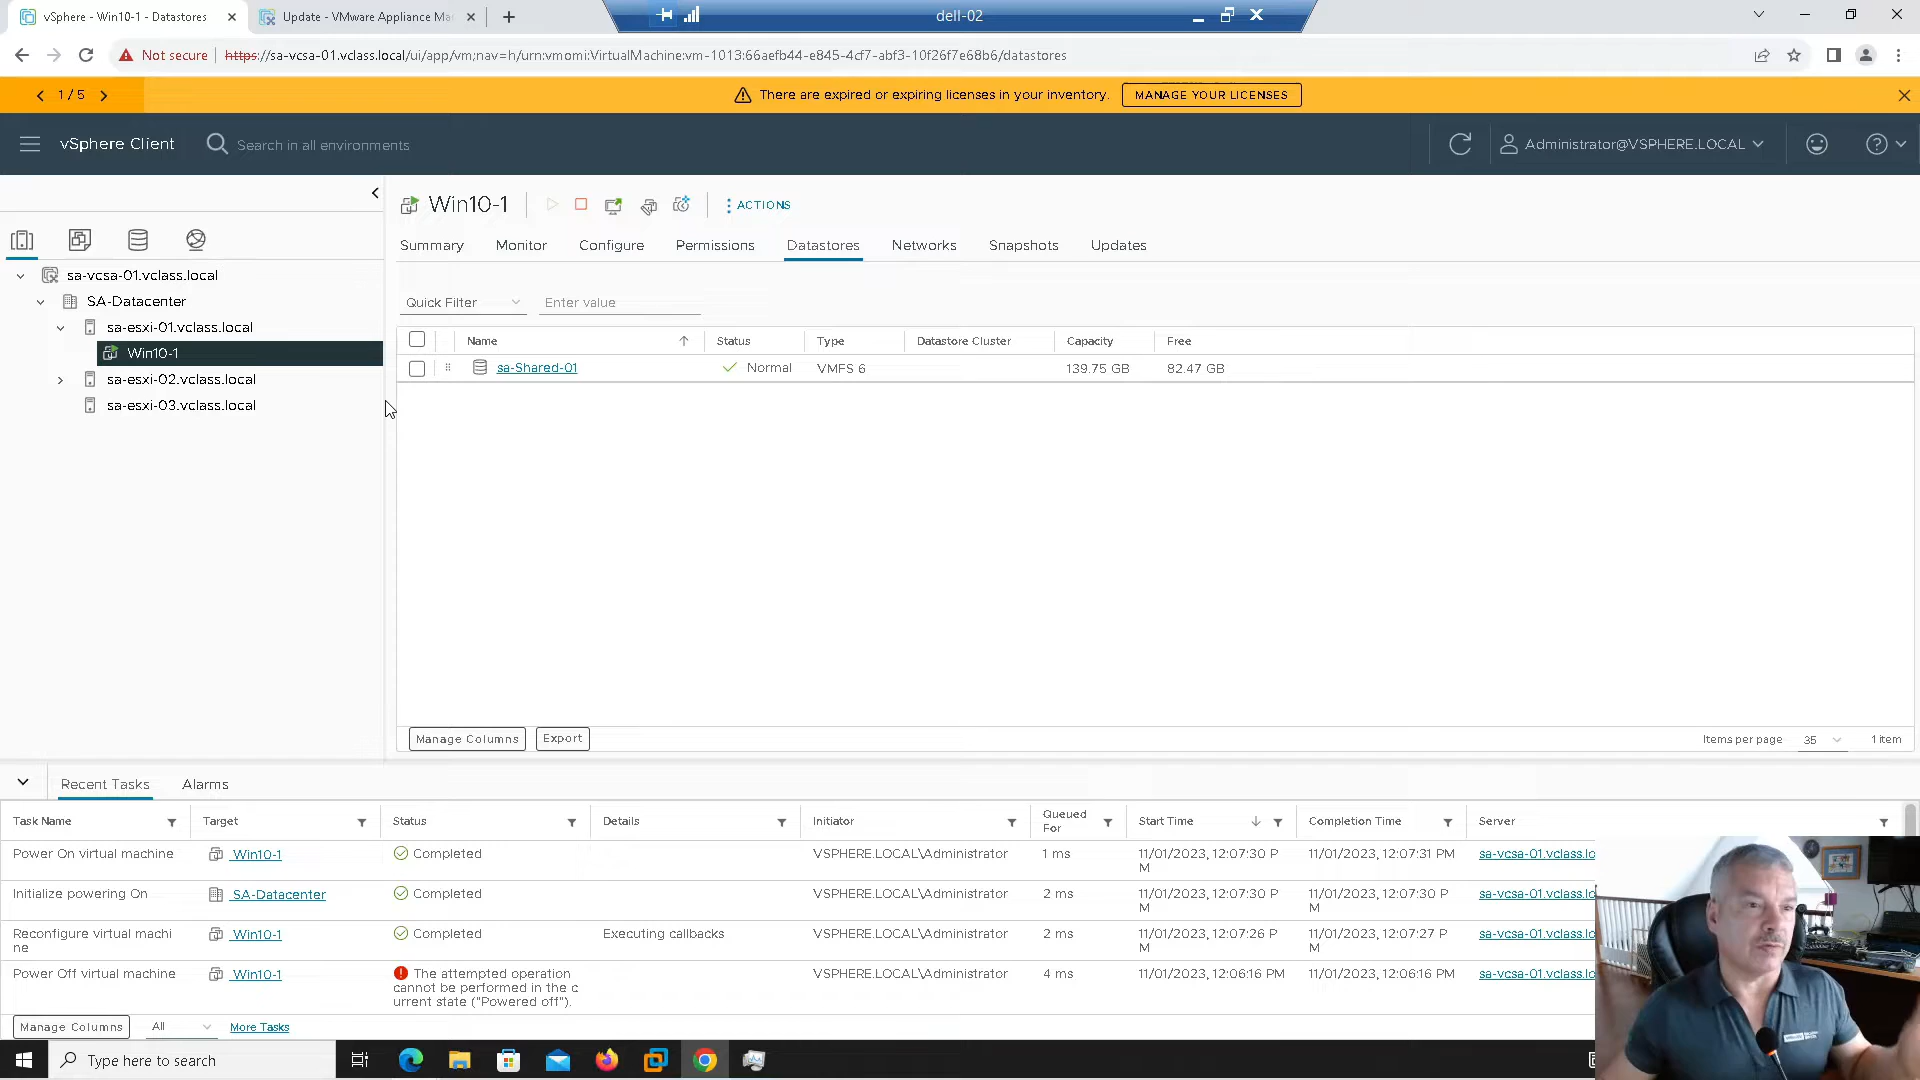 vSphere - Win10-1 - Datastores
Update - VMware Appliance Ma
dell-02
Not secure
https://sa-vcsa-01.vclass.local/ui/app/vm;nav=h/urn:vmomi:VirtualMachine:vm-1013:66aefb44-e845-4cf7-abf3-10f26f7e68b6/datastores
1 / 5
There are expired or expiring licenses in your inventory.
MANAGE YOUR LICENSES
vSphere Client
Search in all environments
Administrator@VSPHERE.LOCAL
Win10-1
ACTIONS
Summary
Monitor
Configure
Permissions
Datastores
Networks
Snapshots
Updates
sa-vcsa-01.vclass.local
SA-Datacenter
sa-esxi-01.vclass.local
Win10-1
sa-esxi-02.vclass.local
sa-esxi-03.vclass.local
Quick Filter
Enter value
Name Status Type Datastore Cluster Capacity Free
sa-Shared-01 Normal VMFS 6 139.75 GB 82.47 GB
Manage Columns
Export
Items per page 35 1 item
Recent Tasks
Alarms
Task Name Target Status Details Initiator Queued For Start Time Completion Time Server
Power On virtual machine Win10-1 Completed VSPHERE.LOCAL\Administrator 1 ms 11/01/2023, 12:07:30 P
M 11/01/2023, 12:07:31 PM sa-vcsa-01.vclass.lo
Initialize powering On SA-Datacenter Completed VSPHERE.LOCAL\Administrator 2 ms 11/01/2023, 12:07:30 P
M 11/01/2023, 12:07:30 P
M sa-vcsa-01.vclass.lo
Reconfigure virtual machi
ne Win10-1 Completed Executing callbacks VSPHERE.LOCAL\Administrator 2 ms 11/01/2023, 12:07:26 P
M 11/01/2023, 12:07:27 P
M sa-vcsa-01.vclass.lo
Power Off virtual machine Win10-1 The attempted operation
cannot be performed in the c
urrent state ("Powered off"). VSPHERE.LOCAL\Administrator 4 ms 11/01/2023, 12:06:16 PM 11/01/2023, 12:06:16 PM sa-vcsa-01.vclass.lo
Manage Columns
All
More Tasks
Type here to search